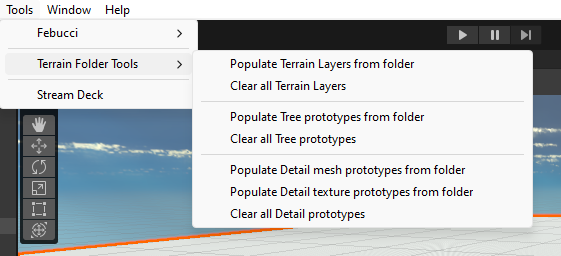 Tools Window Help
Febucci
Terrain Folder Tools
Stream Deck
Populate Terrain Layers from folder
Clear all Terrain Layers
Populate Tree prototypes from folder
Clear all Tree prototypes
Populate Detail mesh prototypes from folder
Populate Detail texture prototypes from folder
Clear all Detail prototypes